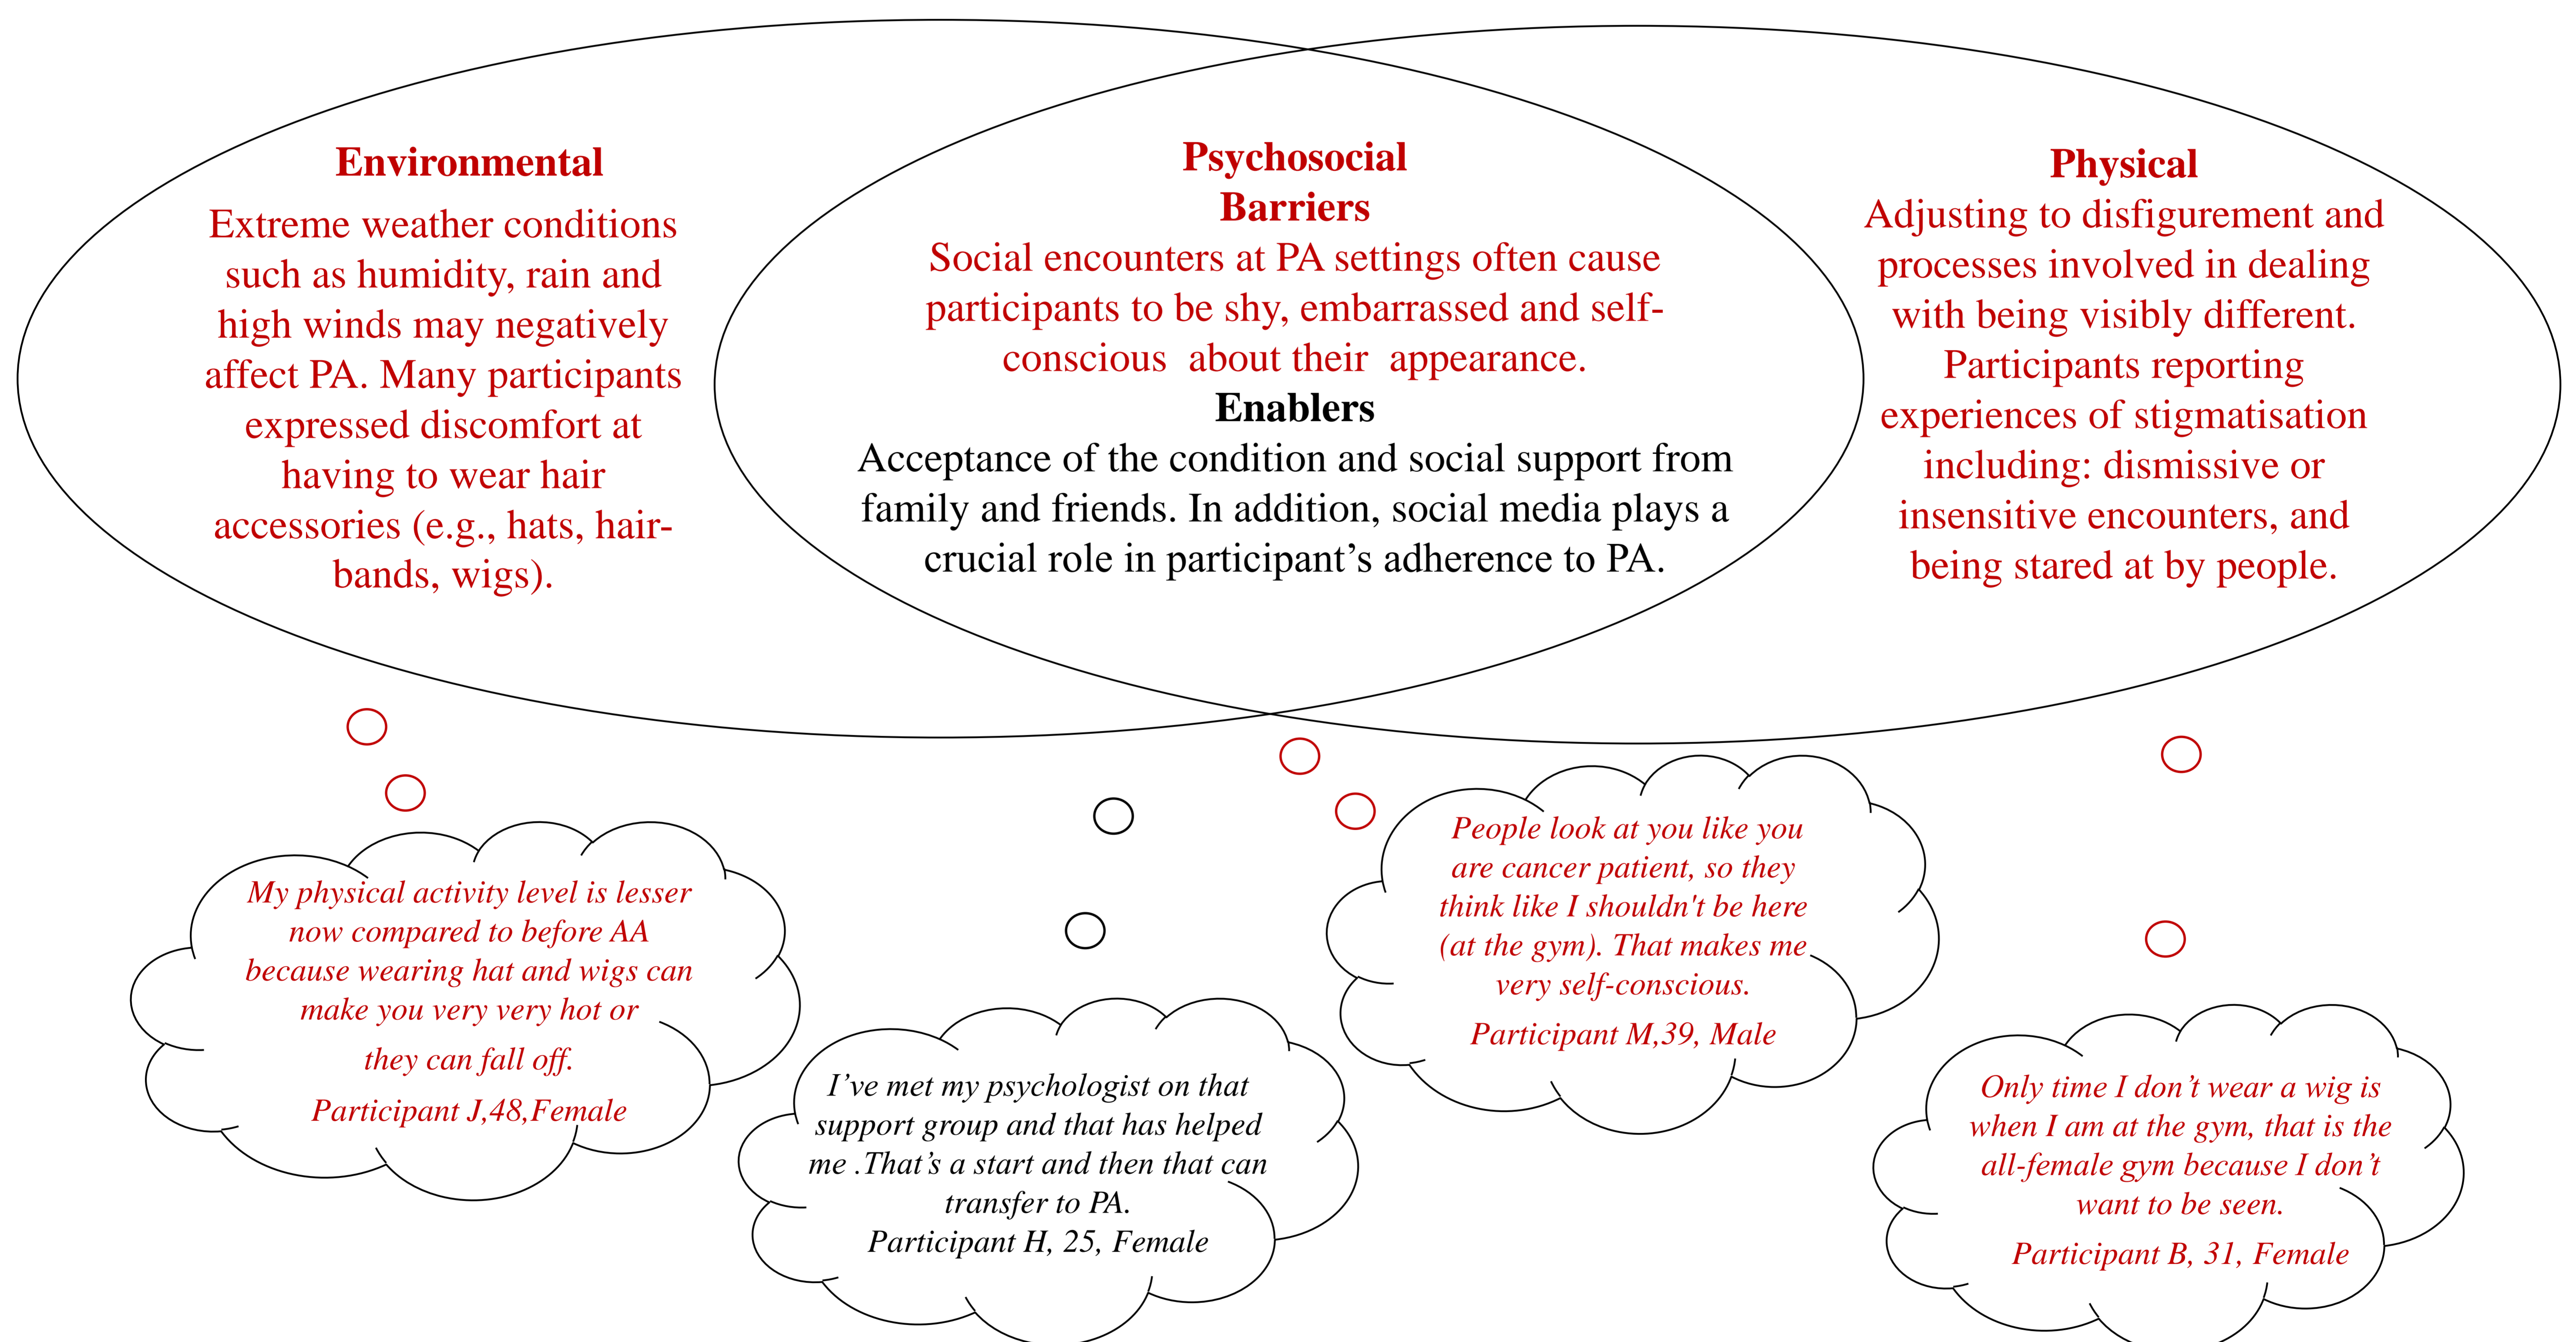 Environmental
Extreme weather conditions
such as humidity, rain and
high winds may negatively
affect PA. Many participants
expressed discomfort at
having to wear hair
accessories (e.g., hats, hair-
bands, wigs).
Psychosocial
Barriers
Social encounters at PA settings often cause
participants to be shy, embarrassed and self-
conscious about their appearance.
Enablers
Acceptance of the condition and social support from
family and friends. In addition, social media plays a
crucial role in participant’s adherence to PA.
Physical
Adjusting to disfigurement and
processes involved in dealing
with being visibly different.
Participants reporting
experiences of stigmatisation
including: dismissive or
insensitive encounters, and
being stared at by people.
My physical activity level is lesser
now compared to before AA
because wearing hat and wigs can
make you very very hot or
they can fall off.
Participant J,48,Female
I’ve met my psychologist on that
support group and that has helped
me .That’s a start and then that can
transfer to PA.
Participant H, 25, Female
People look at you like you
are cancer patient, so they
think like I shouldn't be here
(at the gym). That makes me
very self-conscious.
Participant M,39, Male
Only time I don’t wear a wig is
when I am at the gym, that is the
all-female gym because I don’t
want to be seen.
Participant B, 31, Female